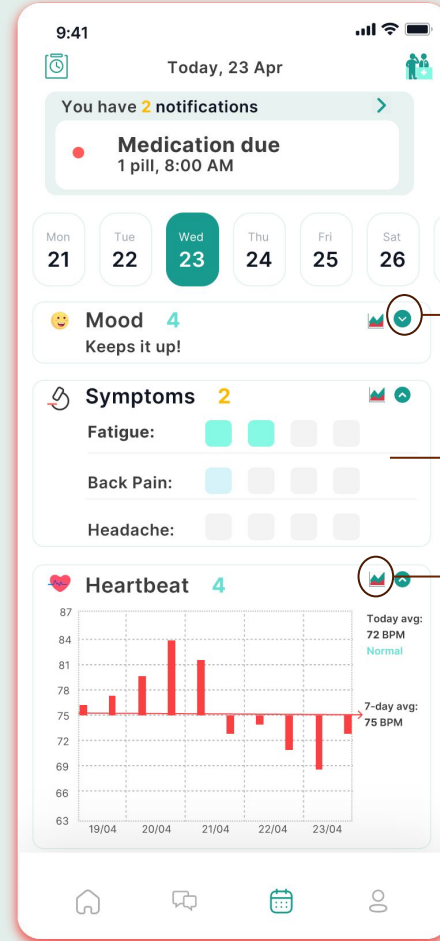 9:41
Today, 23 Apr
You have 2 notifications
Medication due
1 pill, 8:00 AM
Mon Tue Wed Thu Fri Sat
21 22 23 24 25 26
Mood 4
Keeps it up!
Symptoms 2
Fatigue:
Back Pain:
Headache:
Heartbeat 4
87
84
81
78
75
72
69
66
63
19/04 20/04 21/04 22/04 23/04
Today avg:
72 BPM
Normal
7-day avg:
75 BPM